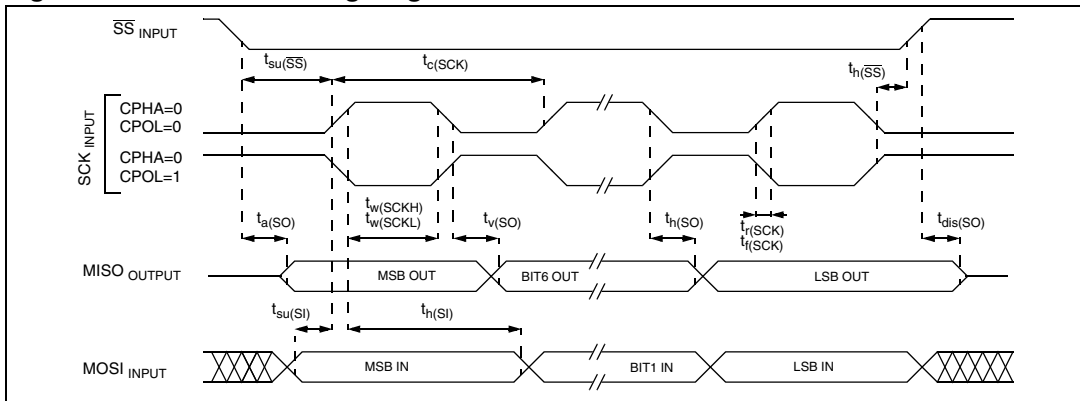 SS INPUT
tsu(SS)
tc(SCK)
th(SS)
SCK INPUT
CPHA=0
CPOL=0
CPHA=0
CPOL=1
ta(SO)
tw(SCKH)
tw(SCKL)
tv(SO)
th(SO)
tr(SCK)
tf(SCK)
tdis(SO)
MISO OUTPUT
MSB OUT
BIT6 OUT
LSB OUT
tsu(SI)
th(SI)
MOSI INPUT
MSB IN
BIT1 IN
LSB IN